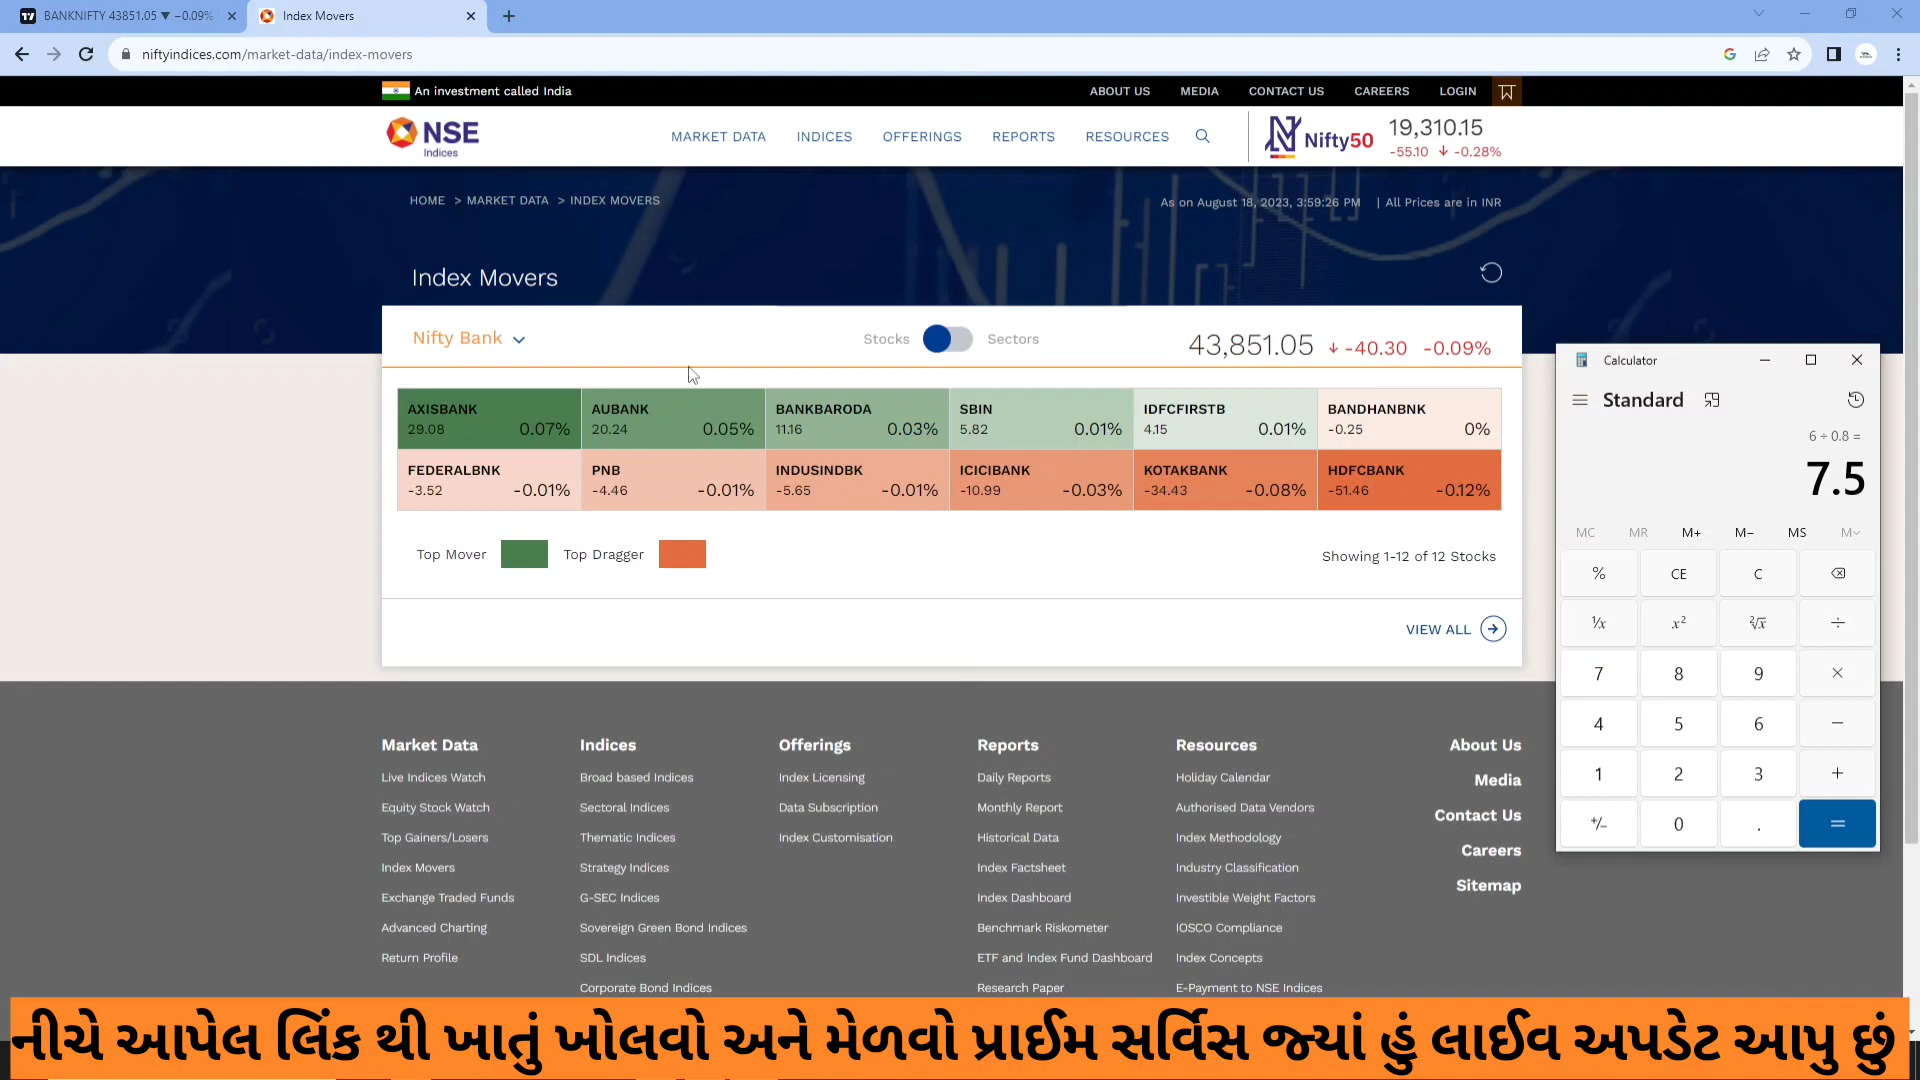 BANKNIFTY 43851.05 ▼ −0.09%
Index Movers
niftyindices.com/market-data/index-movers
An investment called India
ABOUT US
MEDIA
CONTACT US
CAREERS
LOGIN
NSE
Indices
MARKET DATA
INDICES
OFFERINGS
REPORTS
RESOURCES
Nifty50
19,310.15
-55.10 ↓ -0.28%
HOME > MARKET DATA > INDEX MOVERS
As on August 18, 2023, 3:59:26 PM | All Prices are in INR
Index Movers
Nifty Bank
Stocks
Sectors
43,851.05 ↓ -40.30 -0.09%
AXISBANK
29.08 0.07%
AUBANK
20.24 0.05%
BANKBARODA
11.16 0.03%
SBIN
5.82 0.01%
IDFCFIRSTB
4.15 0.01%
BANDHANBNK
-0.25 0%
FEDERALBNK
-3.52 -0.01%
PNB
-4.46 -0.01%
INDUSINDBK
-5.65 -0.01%
ICICIBANK
-10.99 -0.03%
KOTAKBANK
-34.43 -0.08%
HDFCBANK
-51.46 -0.12%
Top Mover
Top Dragger
Showing 1-12 of 12 Stocks
VIEW ALL
Calculator
Standard
6 ÷ 0.8 =
7.5
MC MR M+ M− MS M˅
% CE C
¹/x x² ²√x ÷
7 8 9 ×
4 5 6 −
1 2 3 +
+/− 0 . =
Market Data
Live Indices Watch
Equity Stock Watch
Top Gainers/Losers
Index Movers
Exchange Traded Funds
Advanced Charting
Return Profile
Indices
Broad based Indices
Sectoral Indices
Thematic Indices
Strategy Indices
G-SEC Indices
Sovereign Green Bond Indices
SDL Indices
Corporate Bond Indices
Offerings
Index Licensing
Data Subscription
Index Customisation
Reports
Daily Reports
Monthly Report
Historical Data
Index Factsheet
Index Dashboard
Benchmark Riskometer
ETF and Index Fund Dashboard
Research Paper
Resources
Holiday Calendar
Authorised Data Vendors
Index Methodology
Industry Classification
Investible Weight Factors
IOSCO Compliance
Index Concepts
E-Payment to NSE Indices
About Us
Media
Contact Us
Careers
Sitemap
નીચે આપેલ લિંક થી ખાતું ખોલવો અને મેળવો પ્રાઈમ સર્વિસ જ્યાં હું લાઈવ અપડેટ આપુ છું